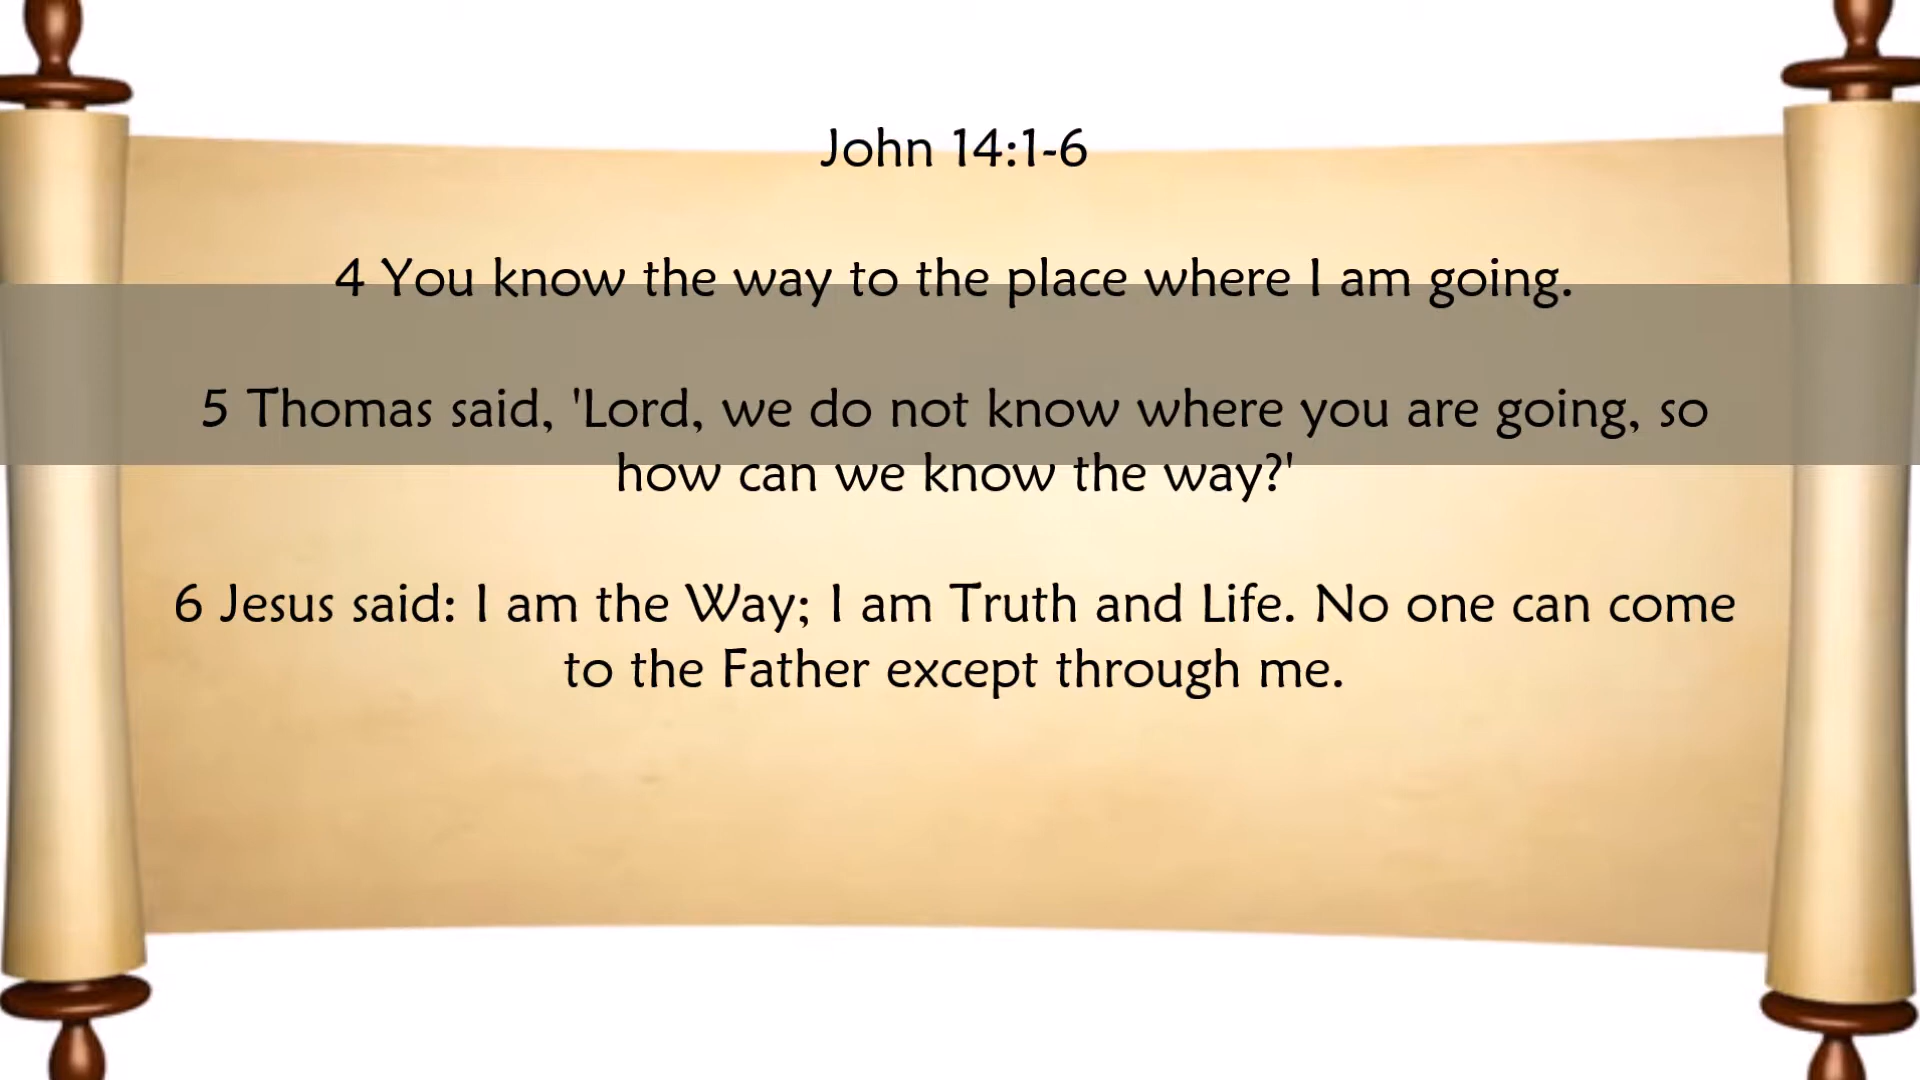 John 14:1-6
4 You know the way to the place where I am going.
5 Thomas said, 'Lord, we do not know where you are going, so
how can we know the way?'
6 Jesus said: I am the Way; I am Truth and Life. No one can come
to the Father except through me.